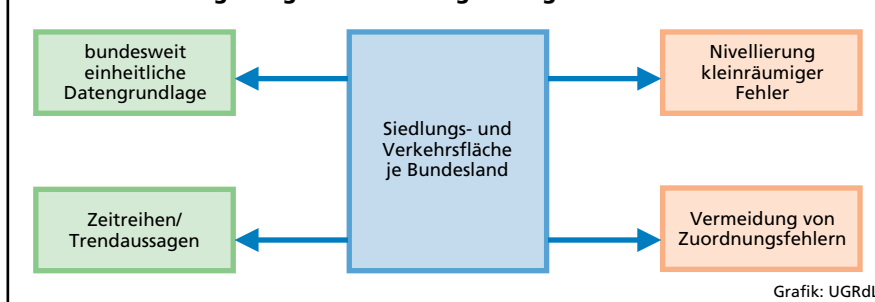 bundesweit
einheitliche
Datengrundlage
Siedlungs- und
Verkehrsfläche
je Bundesland
Nivellierung
kleinräumiger
Fehler
Zeitreihen/
Trendaussagen
Vermeidung von
Zuordnungsfehlern
Grafik: UGRdL